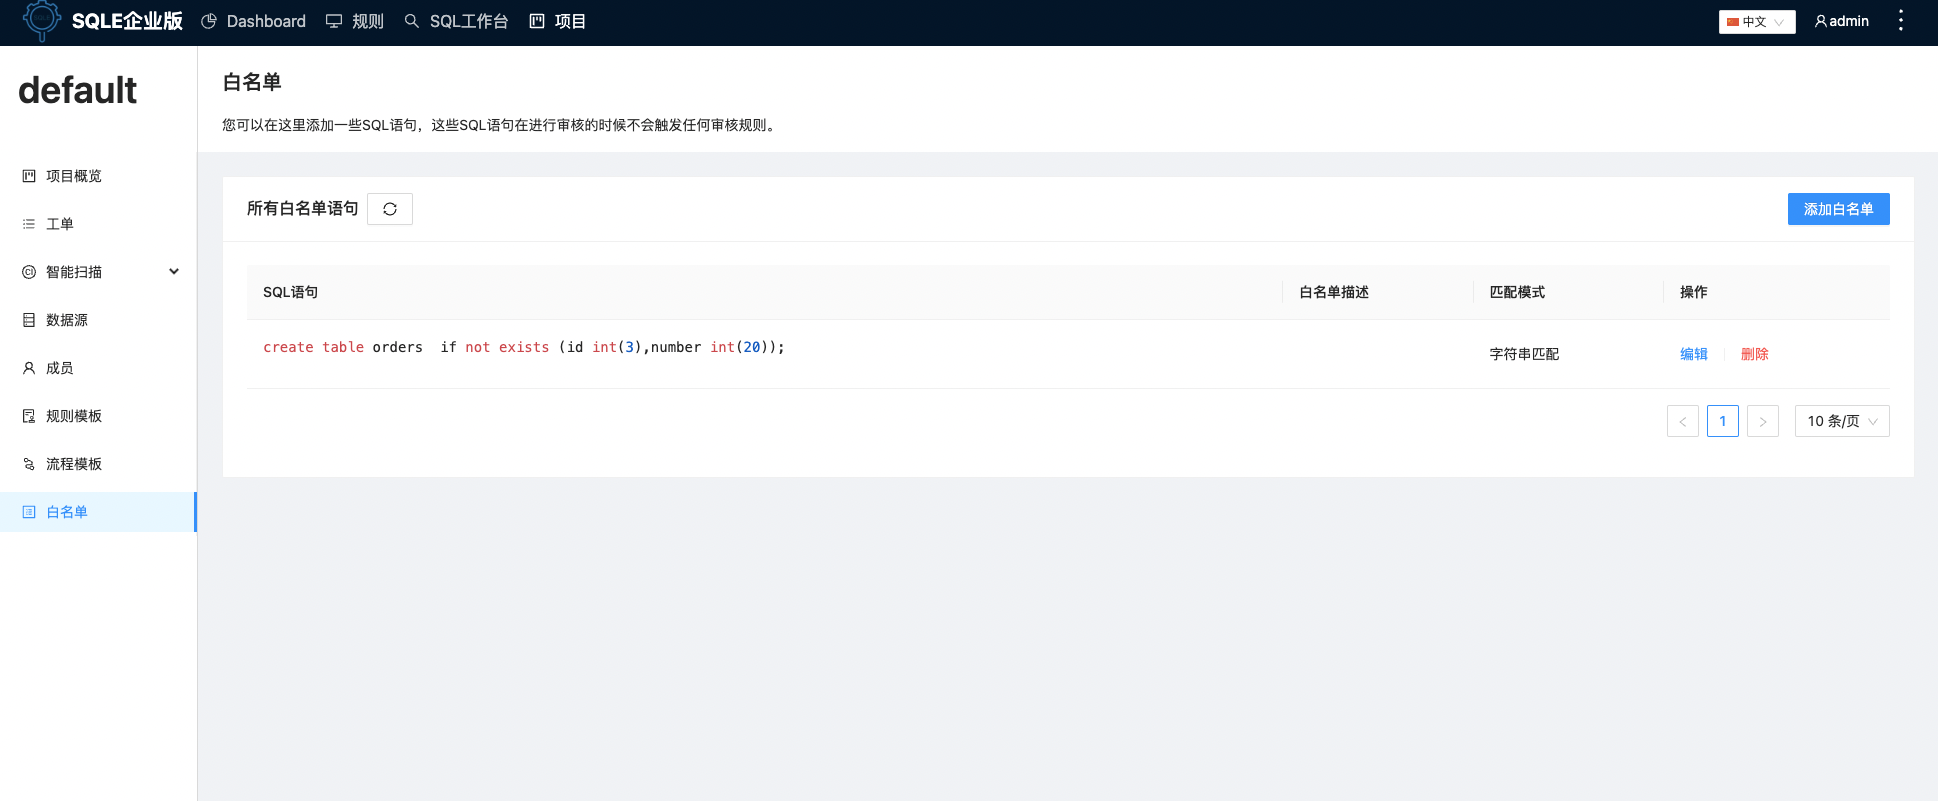 SQLE企业版 Dashboard 规则 SQL工作台 项目 中文 admin
default
项目概览
工单
智能扫描
数据源
成员
规则模板
流程模板
白名单
白名单
您可以在这里添加一些SQL语句，这些SQL语句在进行审核的时候不会触发任何审核规则。
所有白名单语句 添加白名单
SQL语句 白名单描述 匹配模式 操作
create table orders  if not exists (id int(3),number int(20)); 字符串匹配 编辑 删除
< 1 > 10 条/页